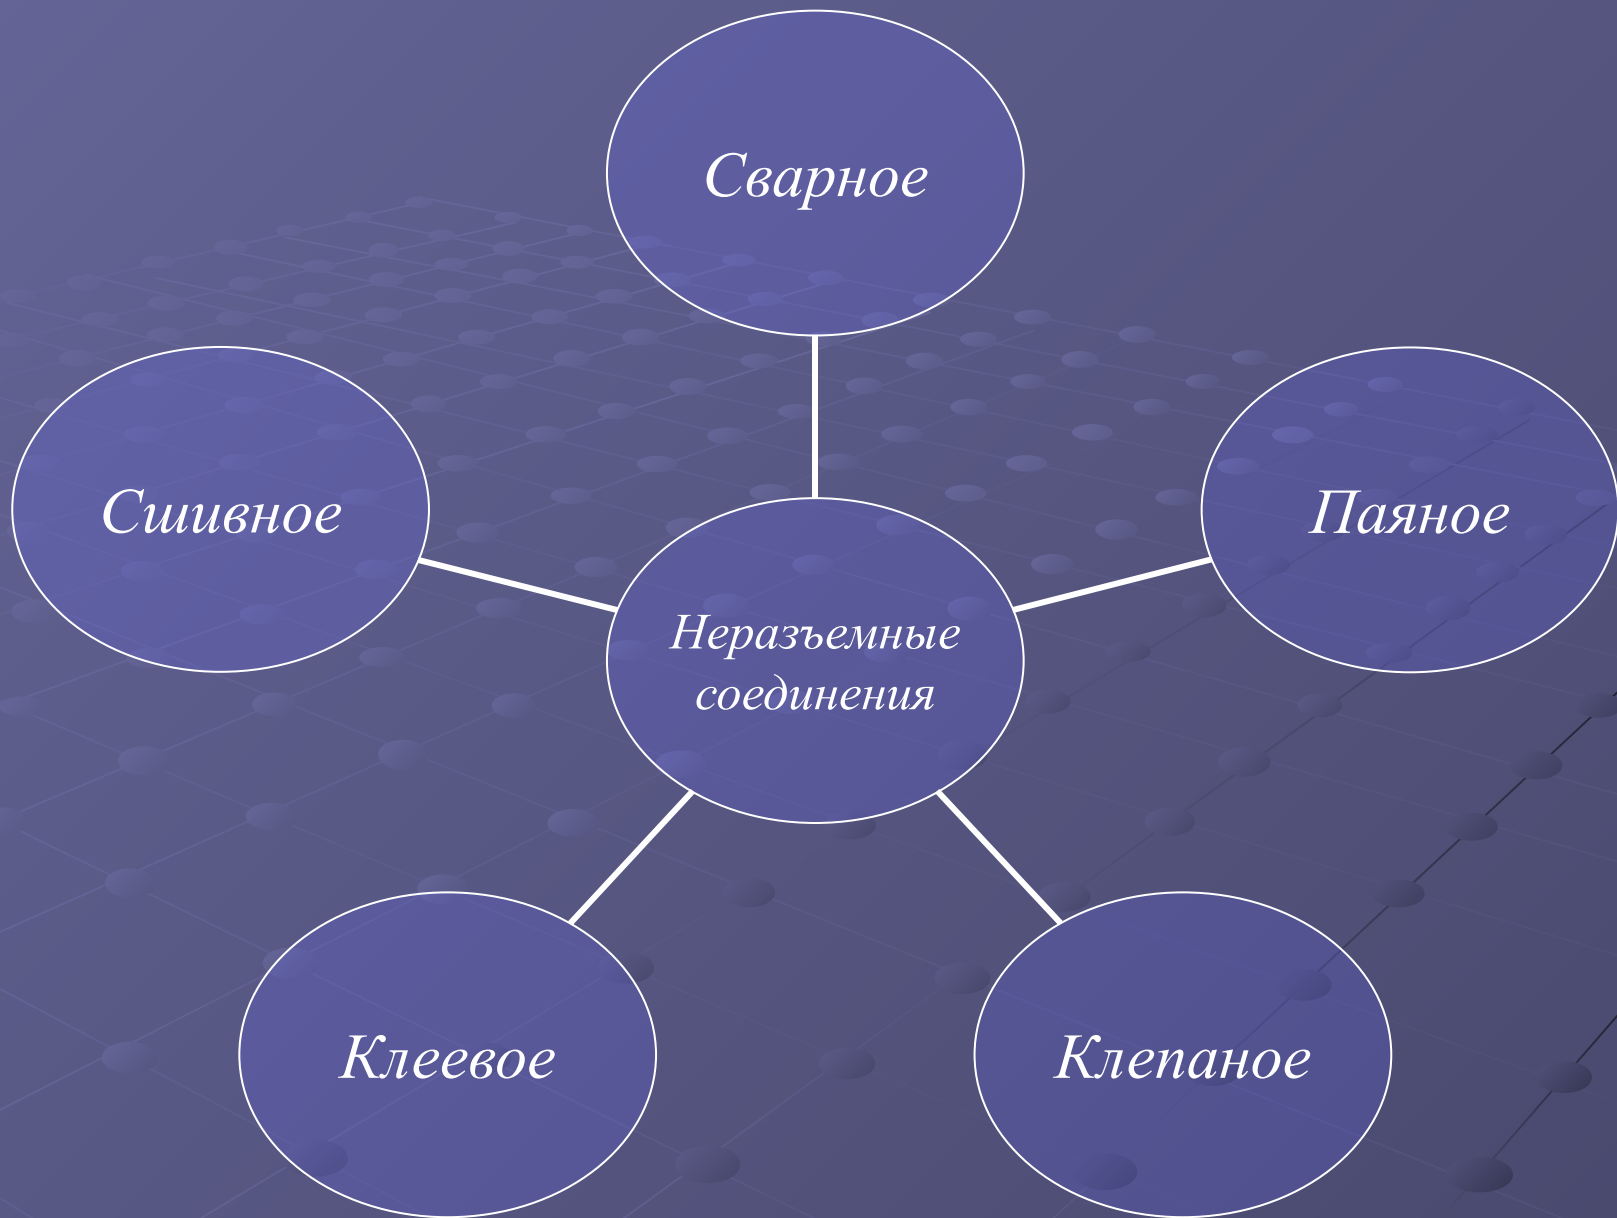 Сварное
Сшивное
Паяное
Неразъемные
соединения
Клеевое
Клепаное